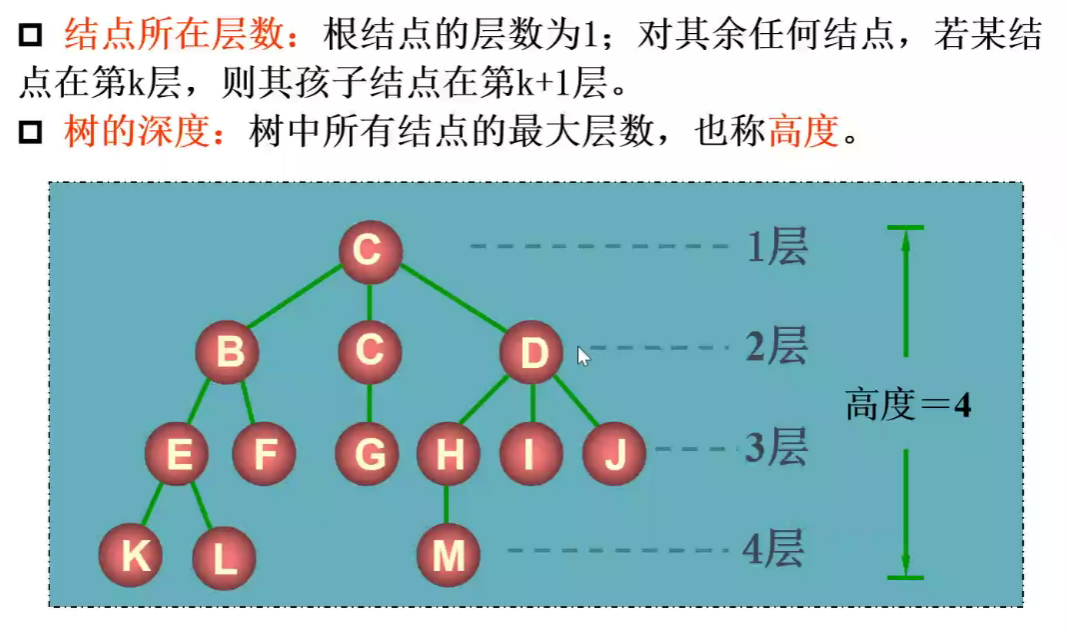 结点所在层数：根结点的层数为1；对其余任何结点，若某结
点在第k层，则其孩子结点在第k+1层。
树的深度：树中所有结点的最大层数，也称高度。
C 1层
B C D 2层
高度＝4
E F G H I J 3层
K L M 4层